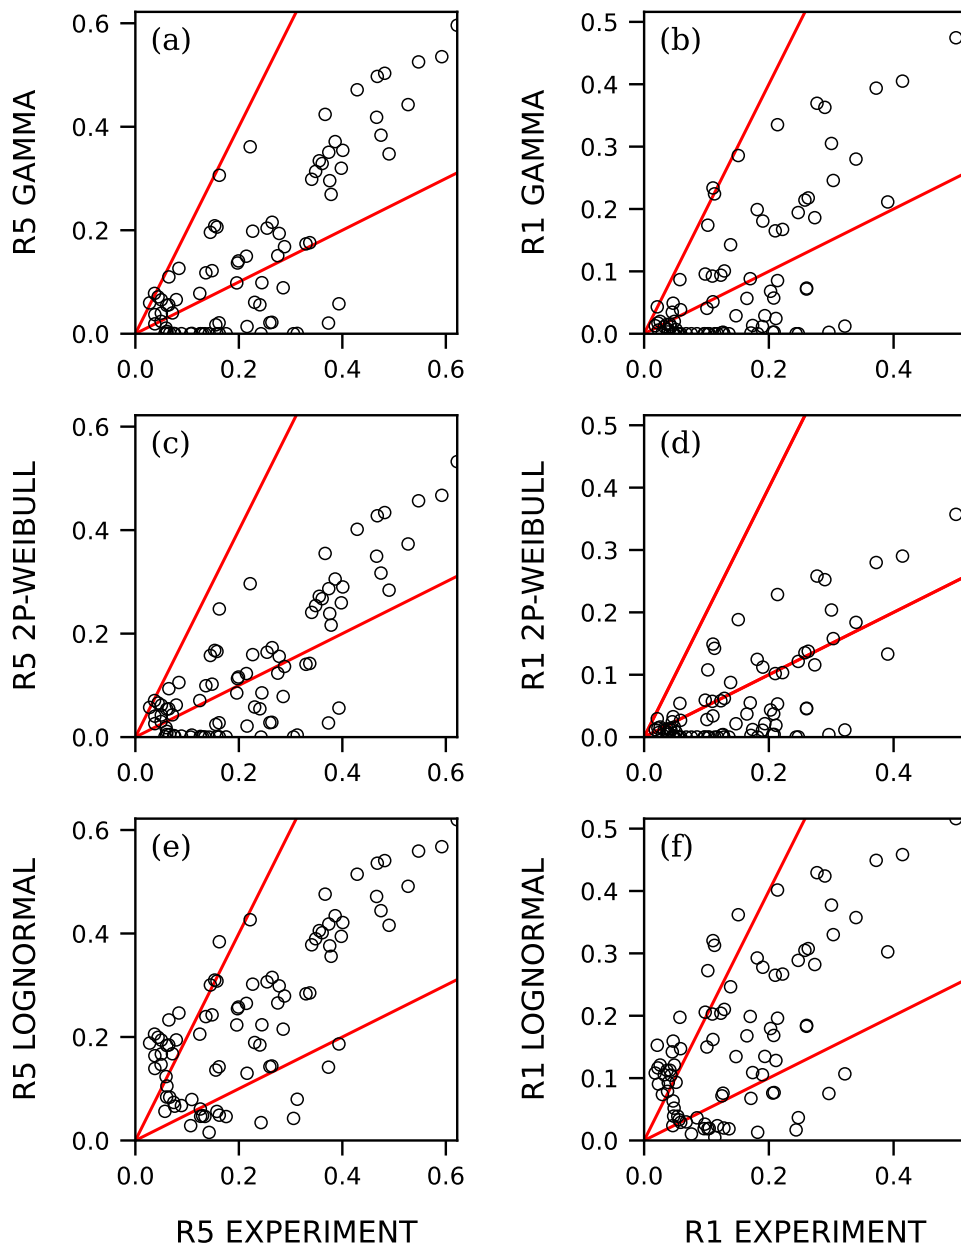 (a)
R5 GAMMA
0.6
0.4
0.2
0.0
0.0 0.2 0.4 0.6
(b)
R1 GAMMA
0.5
0.4
0.3
0.2
0.1
0.0
0.0 0.2 0.4
(c)
R5 2P-WEIBULL
0.6
0.4
0.2
0.0
0.0 0.2 0.4 0.6
(d)
R1 2P-WEIBULL
0.5
0.4
0.3
0.2
0.1
0.0
0.0 0.2 0.4
(e)
R5 LOGNORMAL
0.6
0.4
0.2
0.0
0.0 0.2 0.4 0.6
R5 EXPERIMENT
(f)
R1 LOGNORMAL
0.5
0.4
0.3
0.2
0.1
0.0
0.0 0.2 0.4
R1 EXPERIMENT